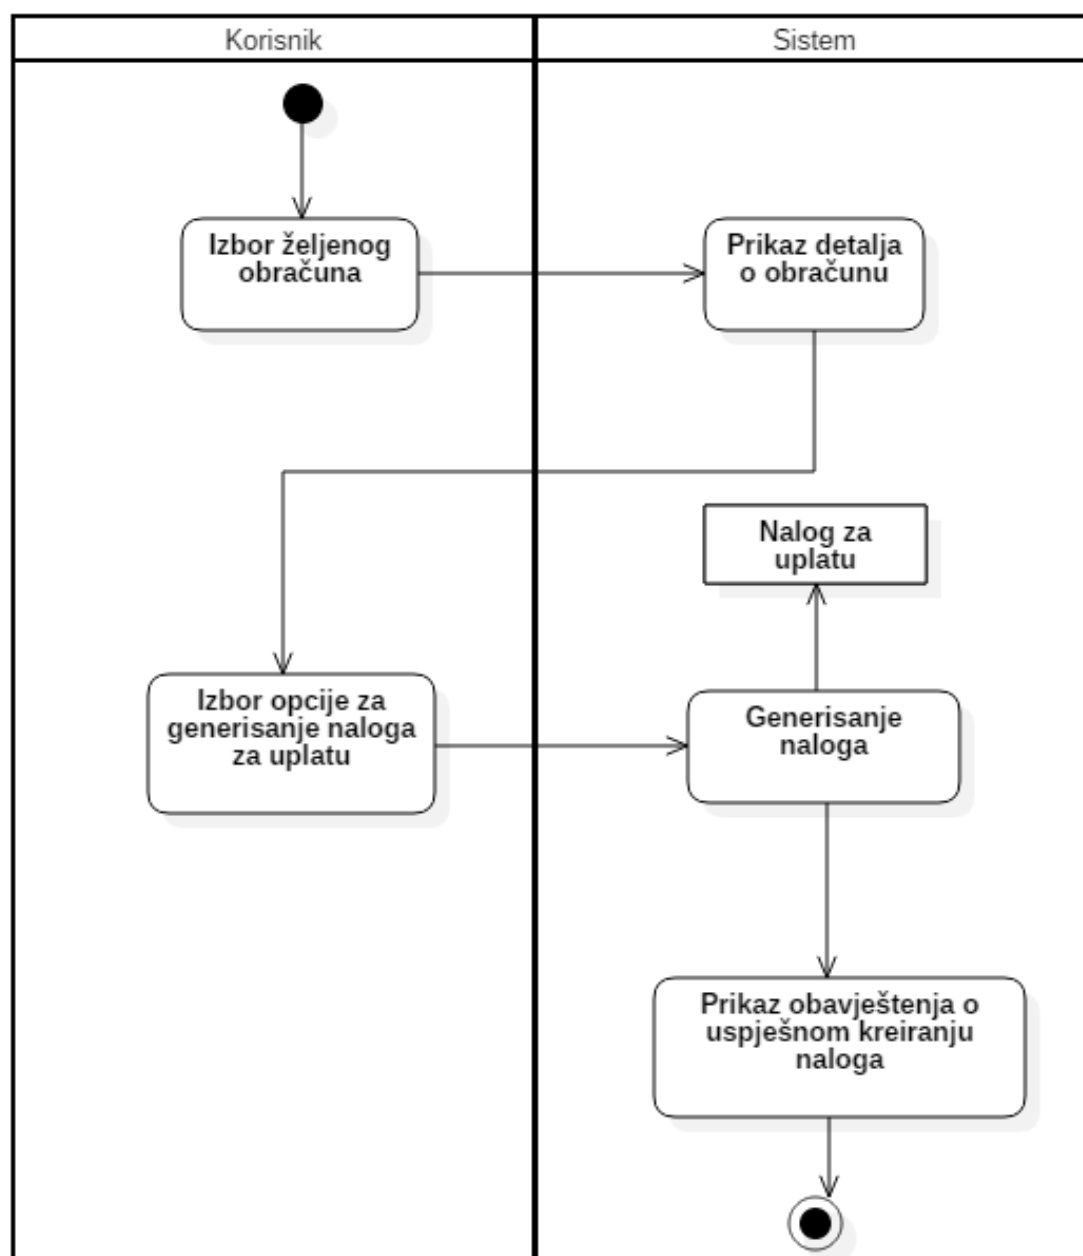 Korisnik
Sistem
Izbor željenog
obračuna
Prikaz detalja
o obračunu
Nalog za
uplatu
Izbor opcije za
generisanje naloga
za uplatu
Generisanje
naloga
Prikaz obavještenja o
uspješnom kreiranju
naloga